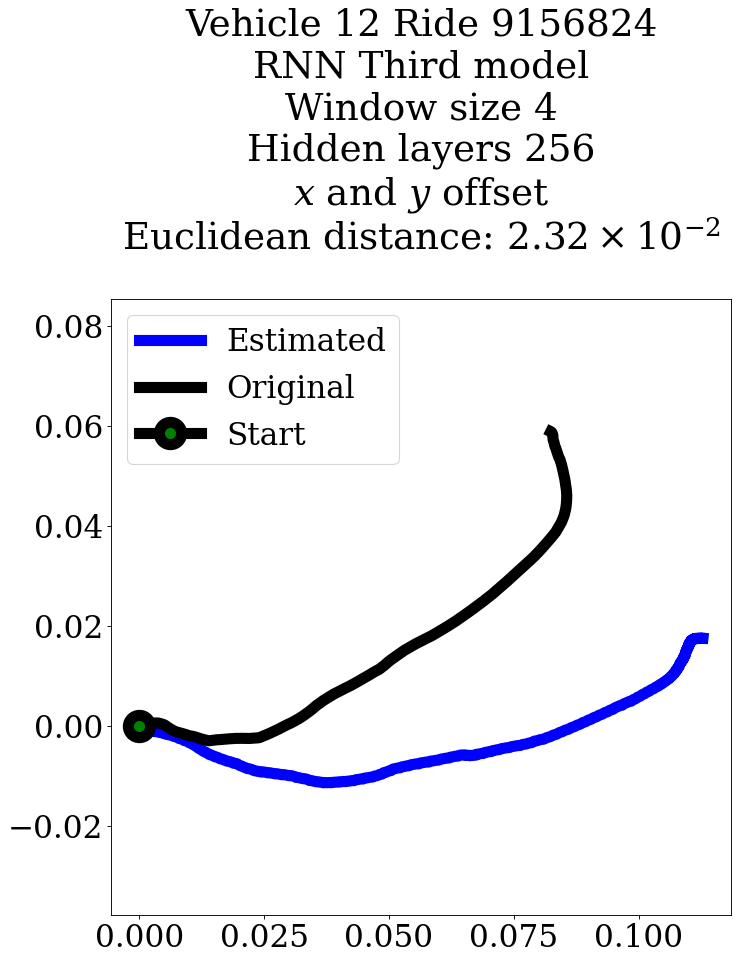 Vehicle 12 Ride 9156824
RNN Third model
Window size 4
Hidden layers 256
x and y offset
Euclidean distance: 2.32 × 10⁻²
Estimated
Original
Start
0.08
0.06
0.04
0.02
0.00
−0.02
0.000 0.025 0.050 0.075 0.100